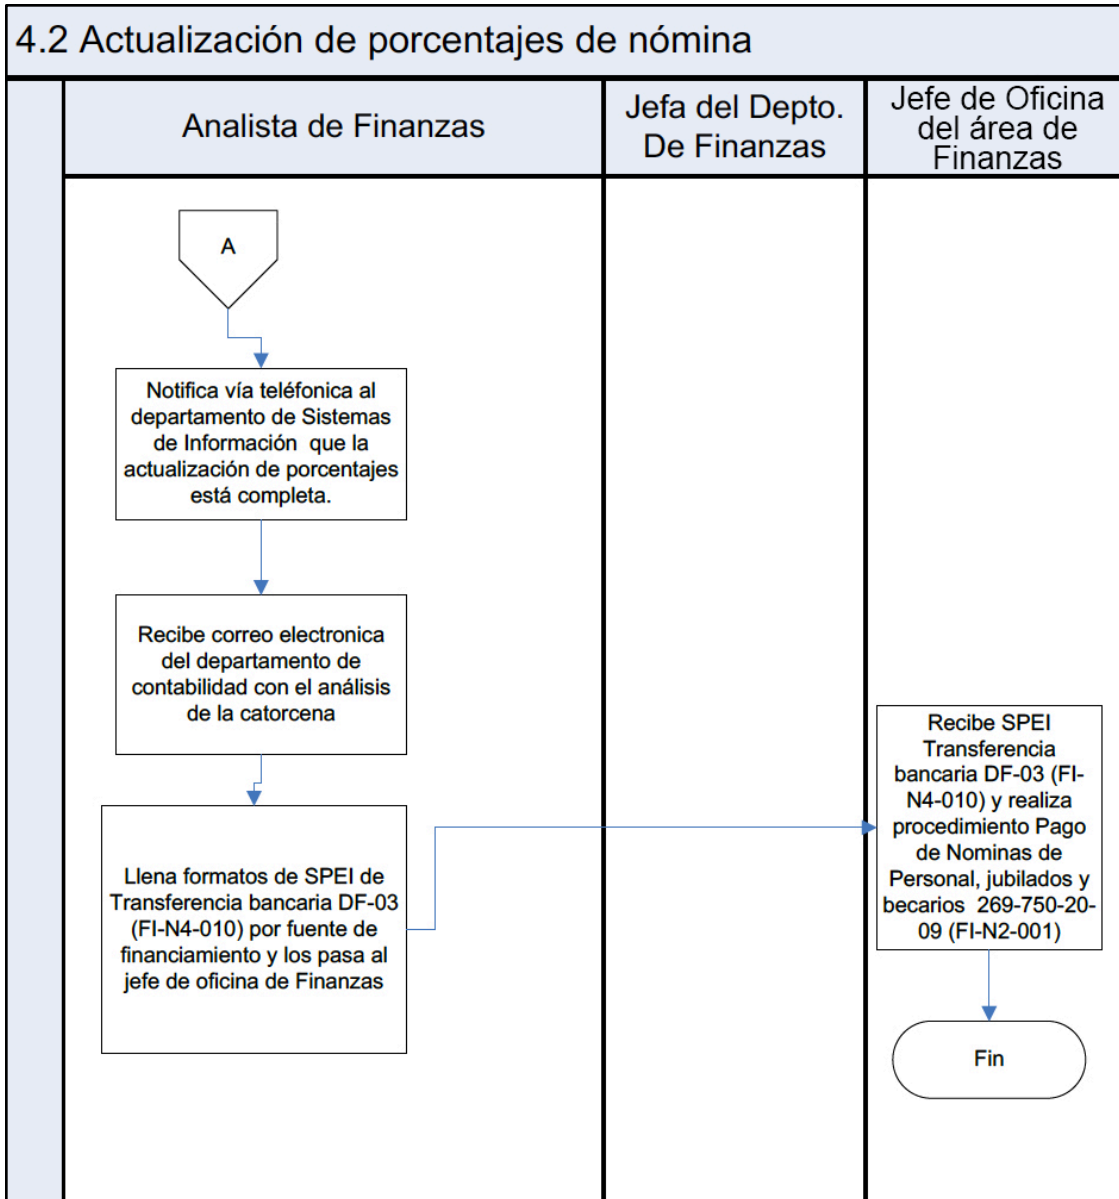 4.2 Actualización de porcentajes de nómina
Analista de Finanzas
Jefa del Depto.
De Finanzas
Jefe de Oficina
del área de
Finanzas
A
Notifica vía teléfonica al
departamento de Sistemas
de Información que la
actualización de porcentajes
está completa.
Recibe correo electronica
del departamento de
contabilidad con el análisis
de la catorcena
Llena formatos de SPEI de
Transferencia bancaria DF-03
(FI-N4-010) por fuente de
financiamiento y los pasa al
jefe de oficina de Finanzas
Recibe SPEI
Transferencia
bancaria DF-03 (FI-
N4-010) y realiza
procedimiento Pago
de Nominas de
Personal, jubilados y
becarios 269-750-20-
09 (FI-N2-001)
Fin